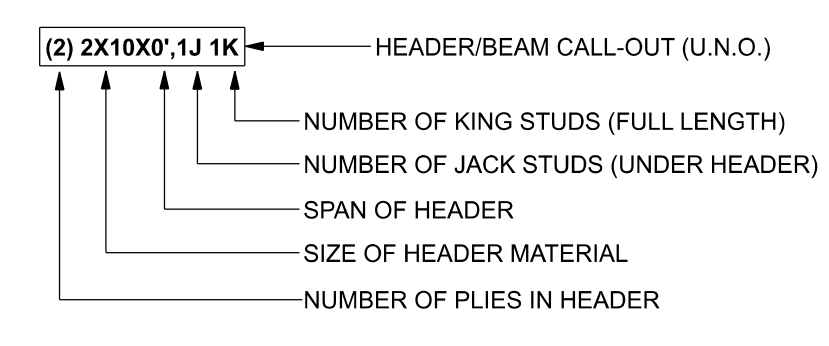 (2) 2X10X0',1J 1K
HEADER/BEAM CALL-OUT (U.N.O.)
NUMBER OF KING STUDS (FULL LENGTH)
NUMBER OF JACK STUDS (UNDER HEADER)
SPAN OF HEADER
SIZE OF HEADER MATERIAL
NUMBER OF PLIES IN HEADER